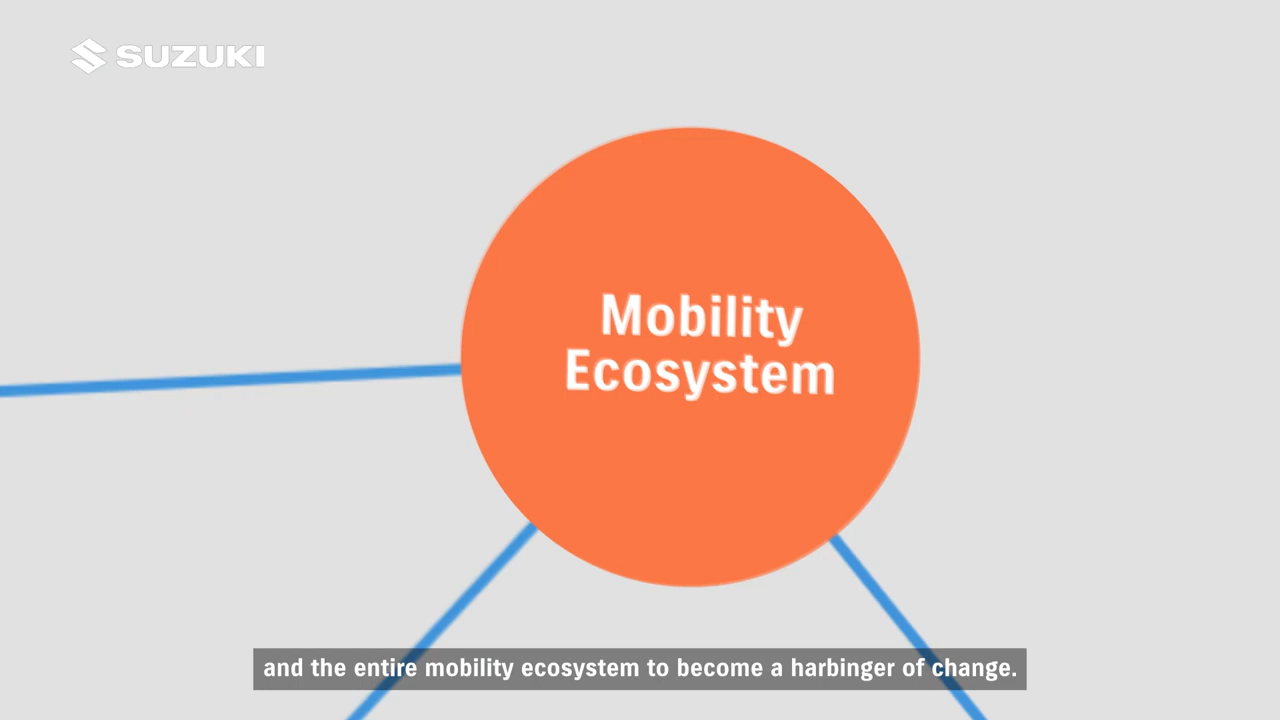 SUZUKI
Mobility
Ecosystem
and the entire mobility ecosystem to become a harbinger of change.